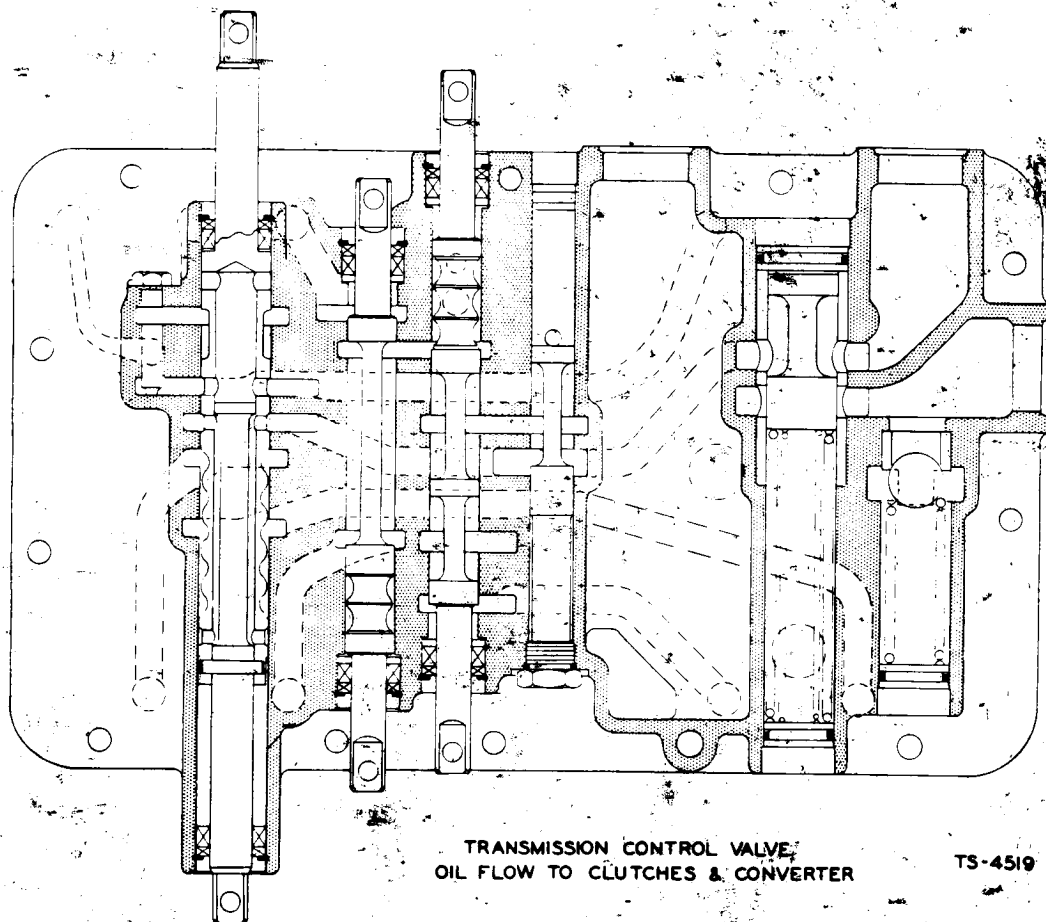 TRANSMISSION CONTROL VALVE
OIL FLOW TO CLUTCHES & CONVERTER
TS-4519